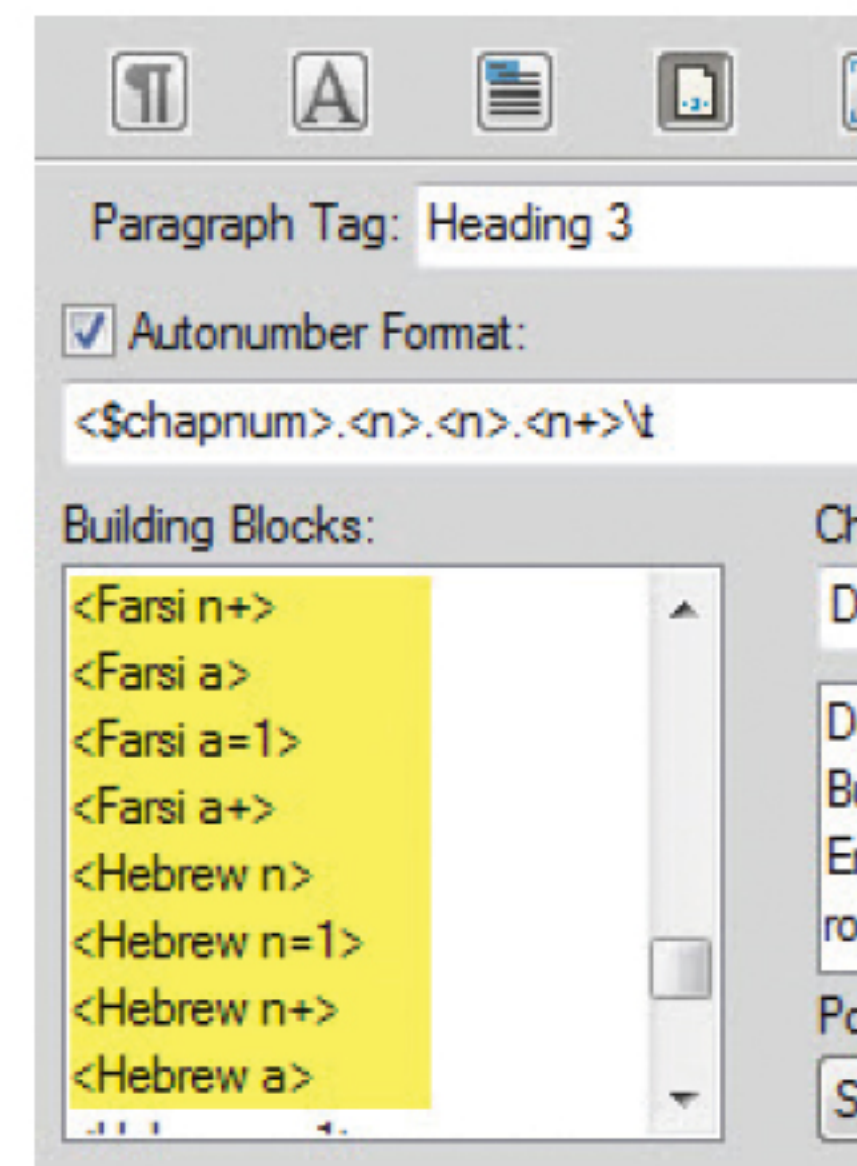 Paragraph Tag: Heading 3
Autonumber Format:
<$chapnum>.<n>.<n>.<n+>\t
Building Blocks:
<Farsi n+>
<Farsi a>
<Farsi a=1>
<Farsi a+>
<Hebrew n>
<Hebrew n=1>
<Hebrew n+>
<Hebrew a>